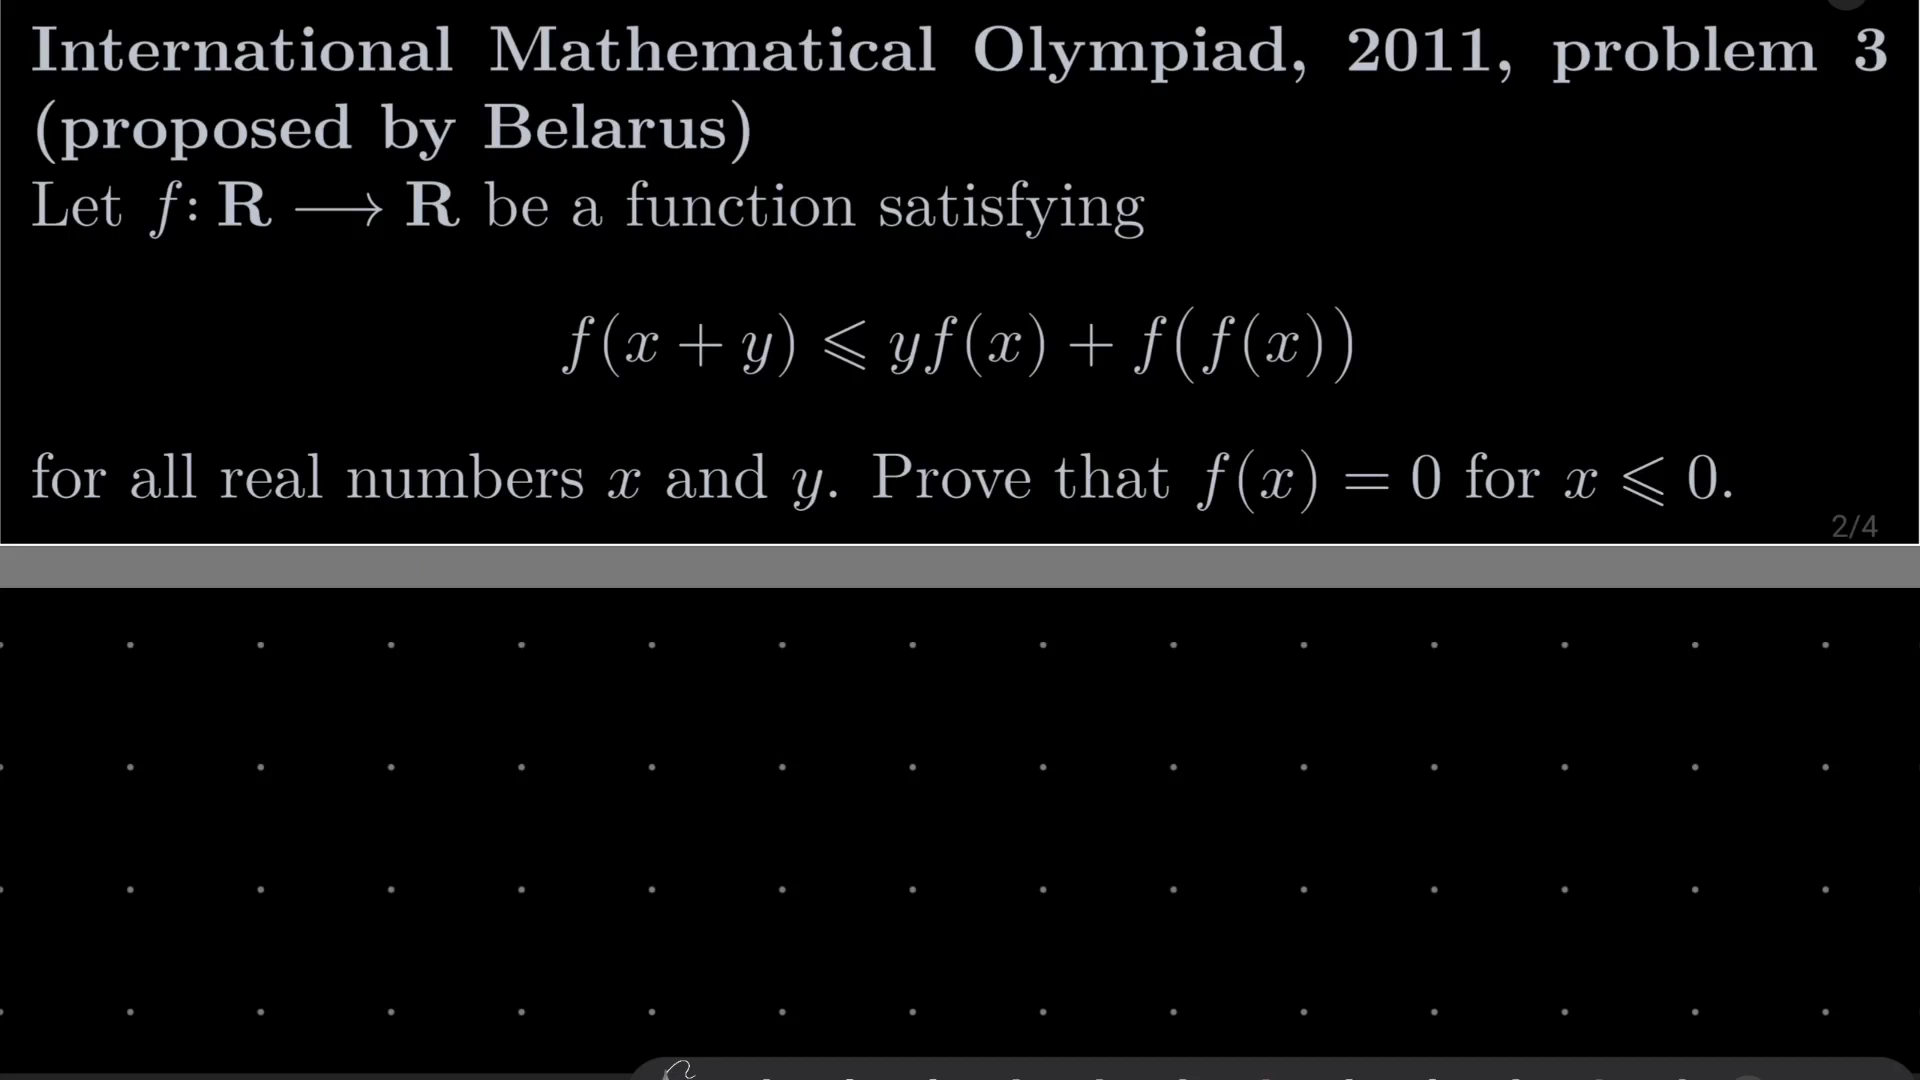 International Mathematical Olympiad, 2011, problem 3
(proposed by Belarus)
Let f: R ⟶ R be a function satisfying
f(x + y) ⩽ yf(x) + f(f(x))
for all real numbers x and y. Prove that f(x) = 0 for x ⩽ 0.
2/4